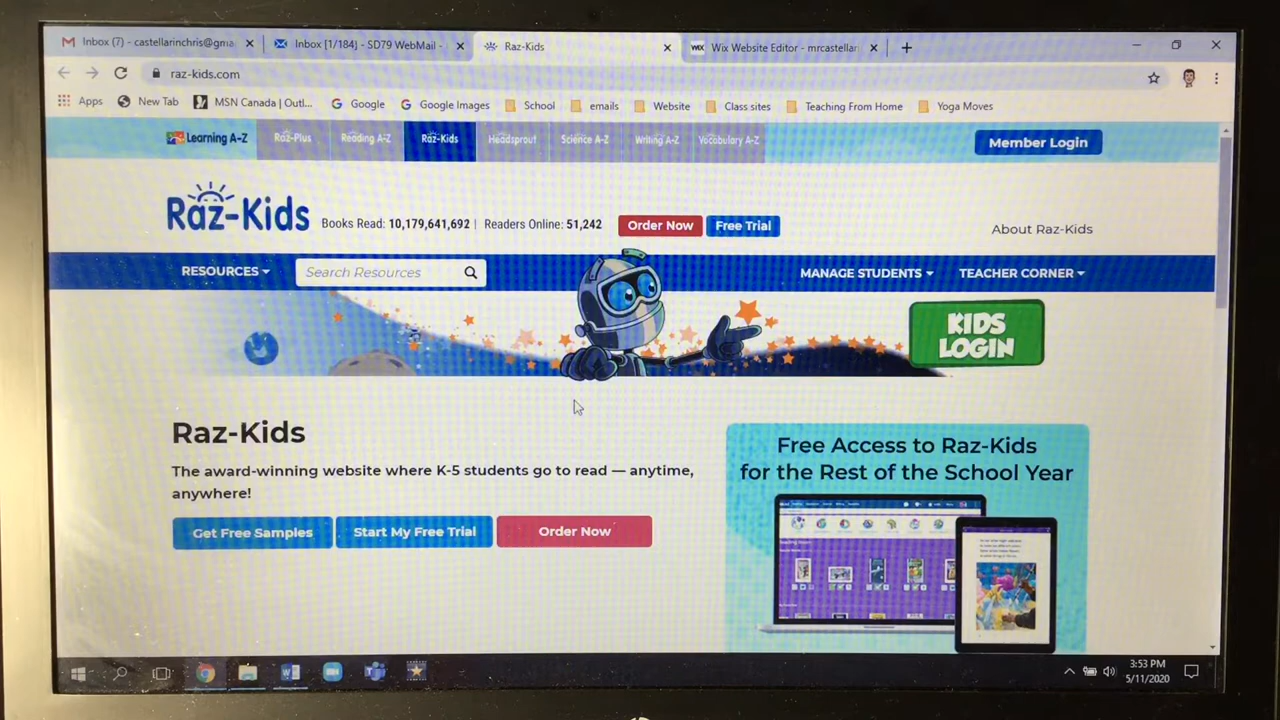 Inbox (7) - castellarinchris@gma
Inbox [1/184] - SD79 WebMail -
Raz-Kids
WIX Wix Website Editor - mrcastellar
raz-kids.com
Apps
New Tab
MSN Canada | Outl...
Google
Google Images
School
emails
Website
Class sites
Teaching From Home
Yoga Moves
Learning A-Z
Raz-Plus
Reading A-Z
Raz-Kids
Headsprout
Science A-Z
Writing A-Z
Vocabulary A-Z
Member Login
Raz-Kids
Books Read: 10,179,641,692 | Readers Online: 51,242
Order Now
Free Trial
About Raz-Kids
RESOURCES
Search Resources
MANAGE STUDENTS
TEACHER CORNER
KIDS
LOGIN
Raz-Kids
The award-winning website where K-5 students go to read — anytime,
anywhere!
Get Free Samples
Start My Free Trial
Order Now
Free Access to Raz-Kids
for the Rest of the School Year
3:53 PM
5/11/2020